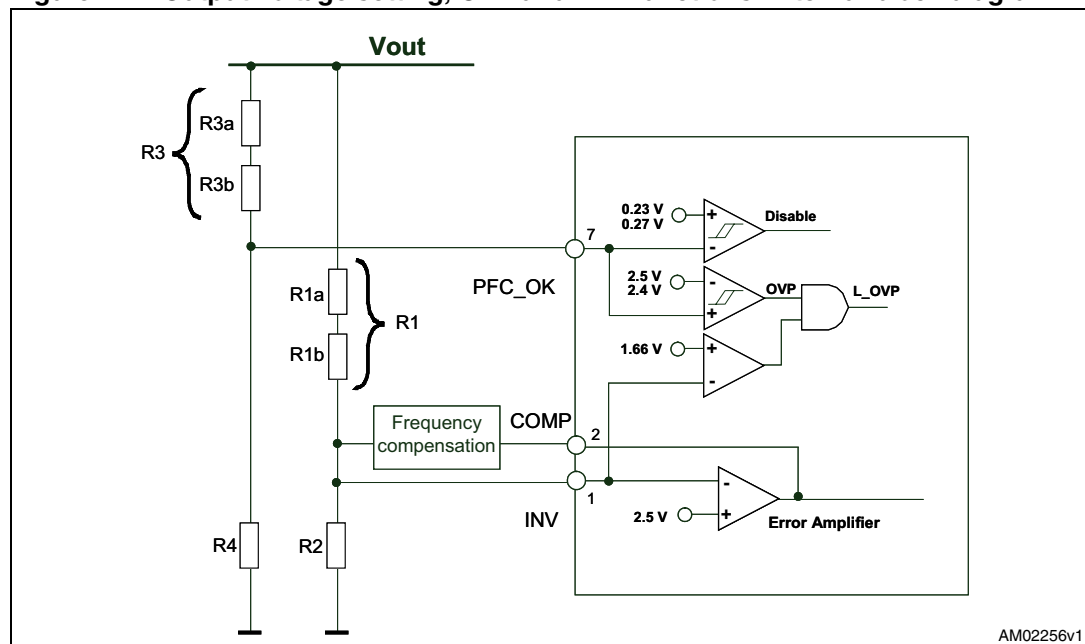 Vout
R3a
R3
R3b
0.23 V
0.27 V
Disable
7
PFC_OK
2.5 V
2.4 V
OVP
L_OVP
R1a
R1
R1b
1.66 V
Frequency
compensation
COMP
2
1
INV
2.5 V
Error Amplifier
R4
R2
AM02256v1